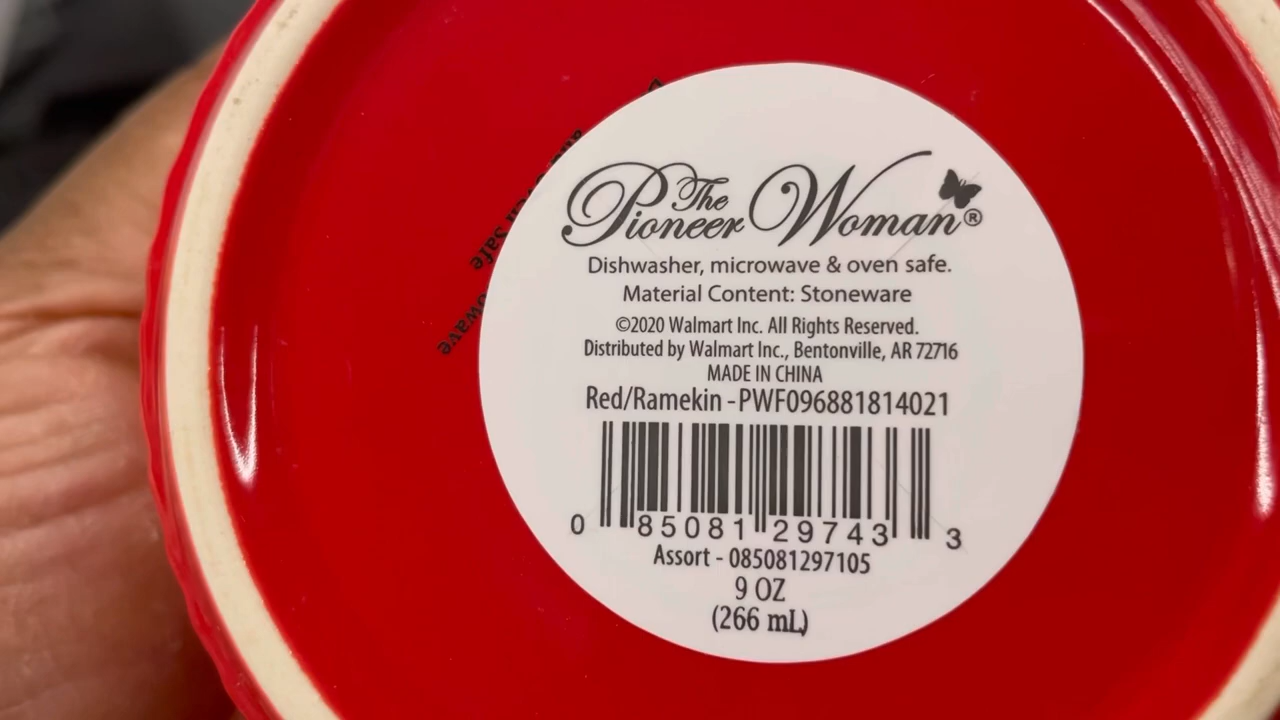 The
Pioneer Woman®
Dishwasher, microwave & oven safe.
Material Content: Stoneware
©2020 Walmart Inc. All Rights Reserved.
Distributed by Walmart Inc., Bentonville, AR 72716
MADE IN CHINA
Red/Ramekin -PWF096881814021
0 85081 29743 3
Assort - 085081297105
9 OZ
(266 mL)
Safe